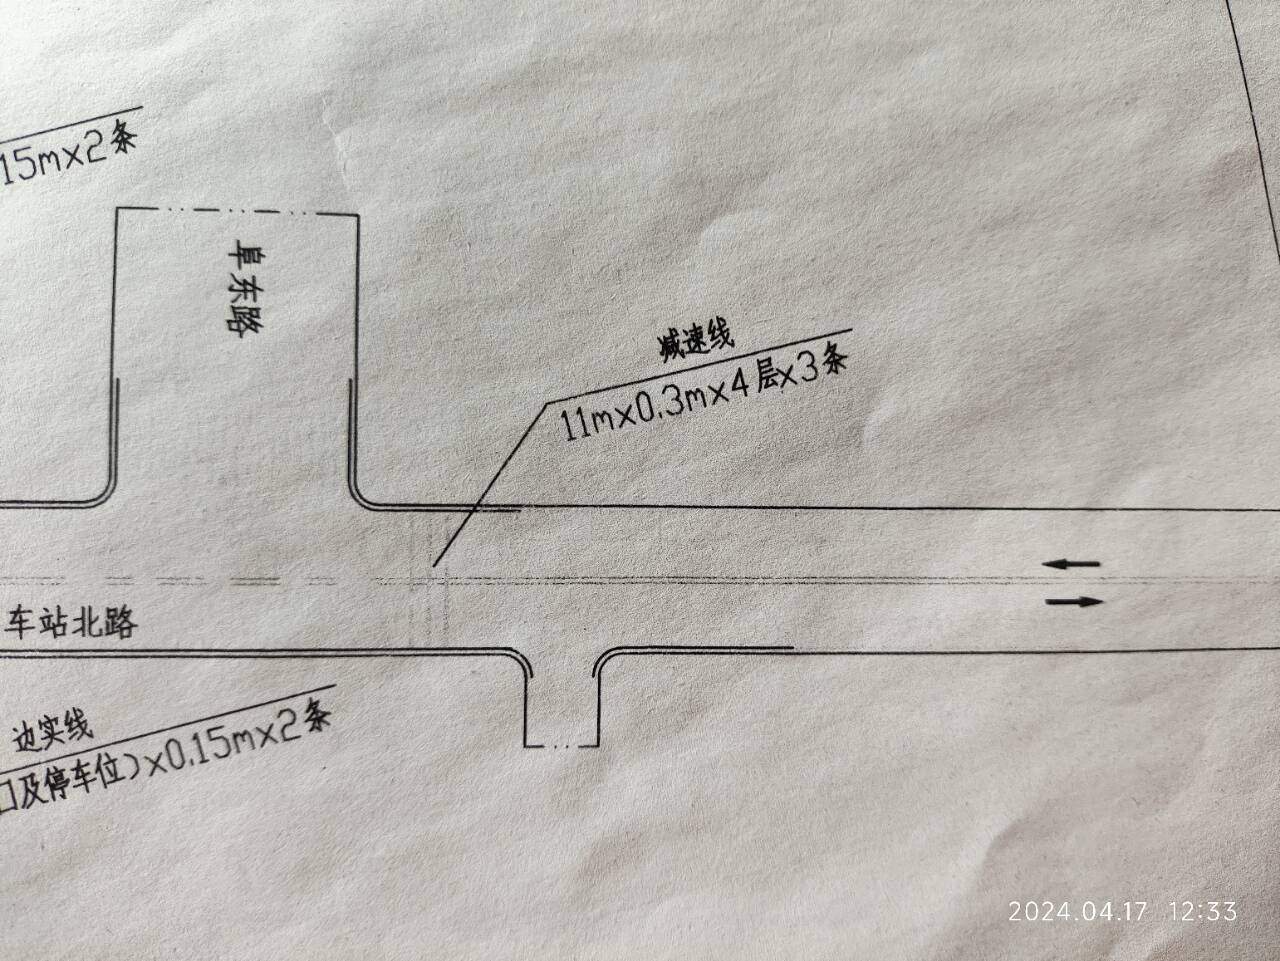 15m×2条
阜东路
减速线
11m×0.3m×4层×3条
车站北路
边实线
口及停车位)×0.15m×2条
2024.04.17 12:33